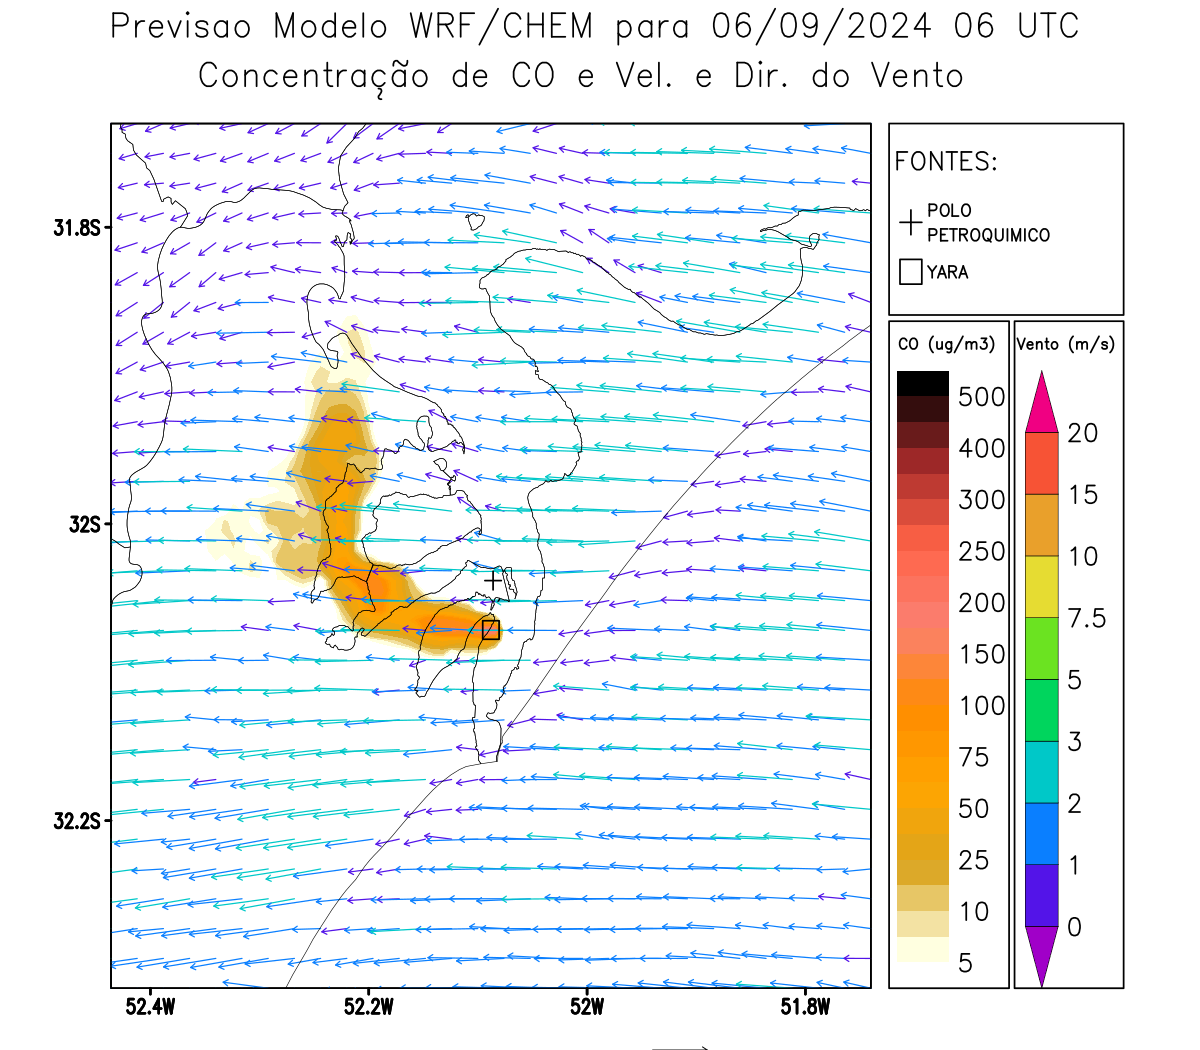 Previsao Modelo WRF/CHEM para 06/09/2024 06 UTC
Concentração de CO e Vel. e Dir. do Vento
FONTES:
POLO
PETROQUIMICO
YARA
31.8S
32S
32.2S
52.4W
52.2W
52W
51.8W
CO (ug/m3)
500
400
300
250
200
150
100
75
50
25
10
5
Vento (m/s)
20
15
10
7.5
5
3
2
1
0